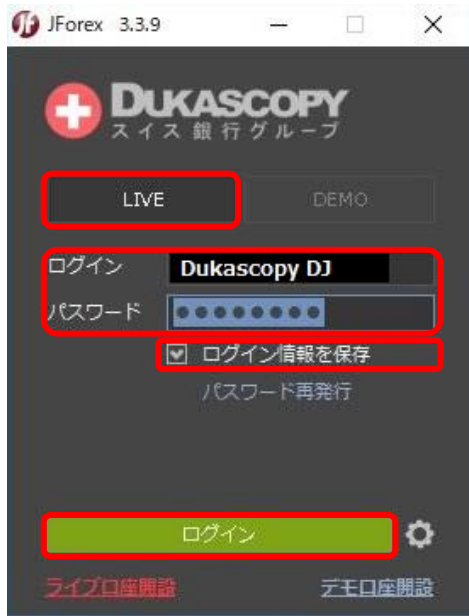 JForex 3.3.9
DUKASCOPY
スイス銀行グループ
LIVE
DEMO
ログイン Dukascopy DJ
パスワード ●●●●●●●●
ログイン情報を保存
パスワード再発行
ログイン
ライブ口座開設 デモ口座開設